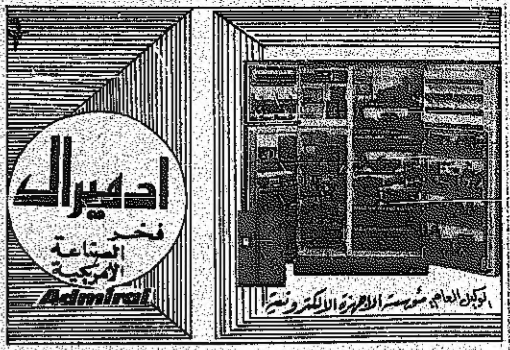 ادميرال
فخر
الصناعة
الأمريكية
Admiral
الوكيل العام مؤسسة الاجهزة الالكترونية